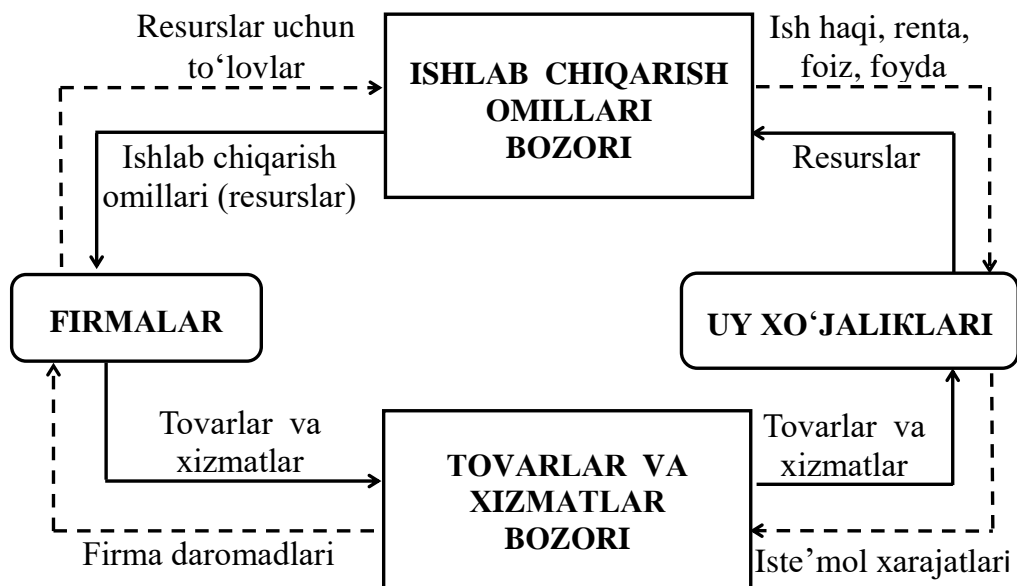 Resurslar uchun
to‘lovlar
ISHLAB CHIQARISH
OMILLARI
BOZORI
Ish haqi, renta,
foiz, foyda
Ishlab chiqarish
omillari (resurslar)
Resurslar
FIRMALAR
UY XO‘JALIKLARI
Tovarlar va
xizmatlar
TOVARLAR VA
XIZMATLAR
BOZORI
Tovarlar va
xizmatlar
Firma daromadlari
Iste’mol xarajatlari